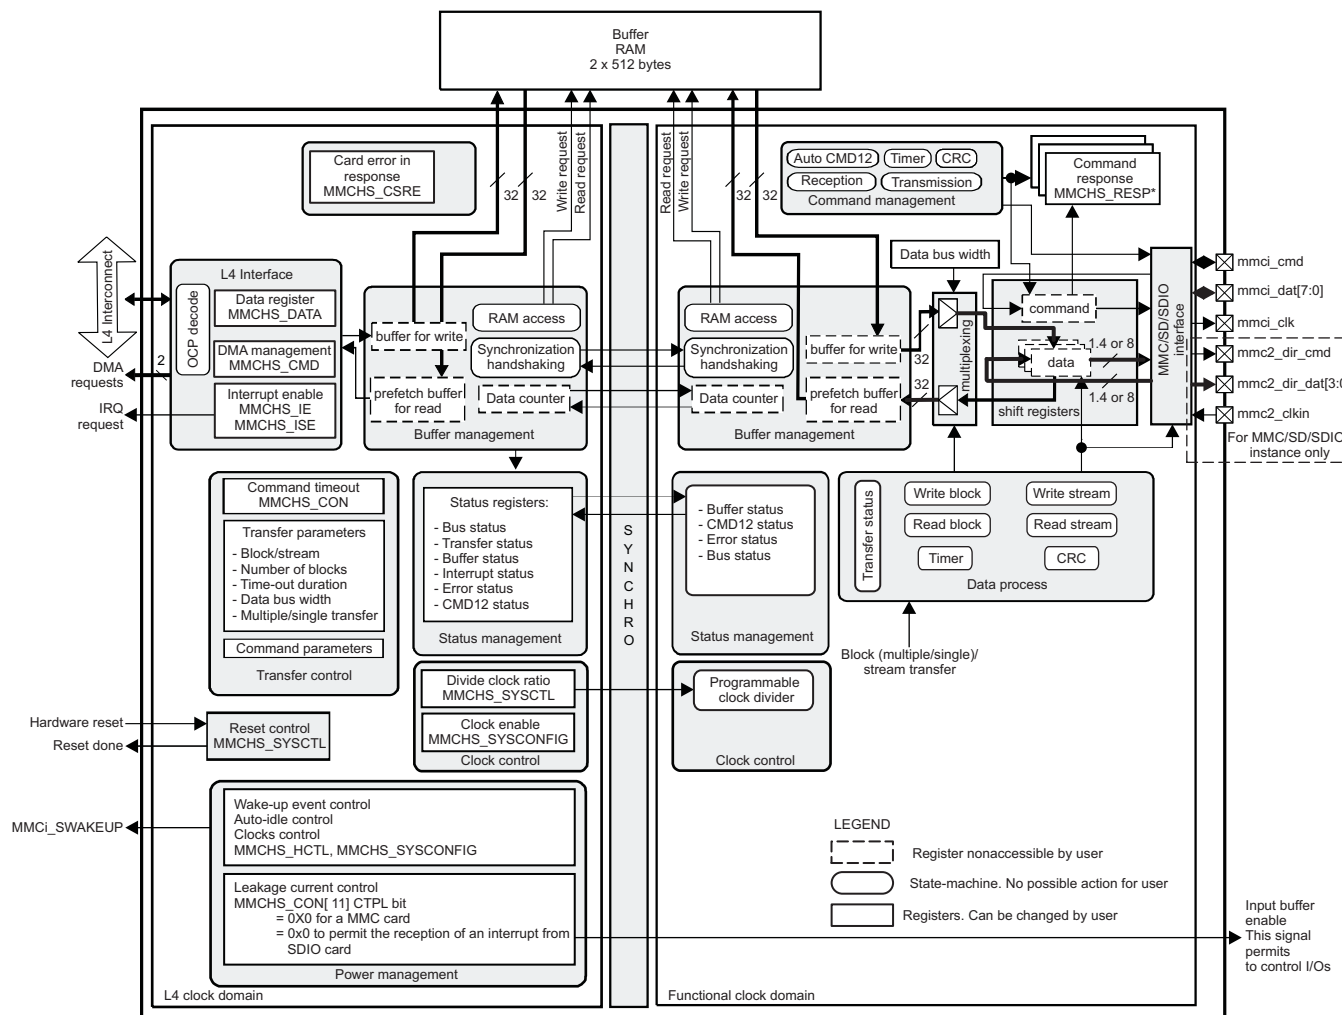 Buffer
RAM
2 x 512 bytes
Card error in
response
MMCHS_CSRE
32
32
Write request
Read request
Read request
Write request
32
32
Auto CMD12
Timer
CRC
Reception
Transmission
Command management
Command
response
MMCHS_RESP*
L4 Interconnect
DMA
requests
2
IRQ
request
L4 Interface
OCP decode
Data register
MMCHS_DATA
DMA management
MMCHS_CMD
Interrupt enable
MMCHS_IE
MMCHS_ISE
buffer for write
prefetch buffer
for read
RAM access
Synchronization
handshaking
Data counter
Buffer management
RAM access
Synchronization
handshaking
Data counter
buffer for write
prefetch buffer
for read
Buffer management
Data bus width
32
32
multiplexing
command
data
1.4 or 8
1.4 or 8
shift registers
MMC/SD/SDIO
interface
mmci_cmd
mmci_dat[7:0]
mmci_clk
mmc2_dir_cmd
mmc2_dir_dat[3:0
mmc2_clkin
For MMC/SD/SDIO
instance only
Command timeout
MMCHS_CON
Transfer parameters
- Block/stream
- Number of blocks
- Time-out duration
- Data bus width
- Multiple/single transfer
Command parameters
Transfer control
Status registers:
- Bus status
- Transfer status
- Buffer status
- Interrupt status
- Error status
- CMD12 status
Status management
SYNCHRO
- Buffer status
- CMD12 status
- Error status
- Bus status
Status management
Transfer status
Write block
Write stream
Read block
Read stream
Timer
CRC
Data process
Block (multiple/single)/
stream transfer
Divide clock ratio
MMCHS_SYSCTL
Clock enable
MMCHS_SYSCONFIG
Clock control
Programmable
clock divider
Clock control
Hardware reset
Reset done
Reset control
MMCHS_SYSCTL
MMCi_SWAKEUP
Wake-up event control
Auto-idle control
Clocks control
MMCHS_HCTL, MMCHS_SYSCONFIG
Leakage current control
MMCHS_CON[ 11] CTPL bit
= 0X0 for a MMC card
= 0x0 to permit the reception of an interrupt from
SDIO card
Power management
LEGEND
Register nonaccessible by user
State-machine. No possible action for user
Registers. Can be changed by user
Input buffer
enable
This signal
permits
to control I/Os
L4 clock domain
Functional clock domain